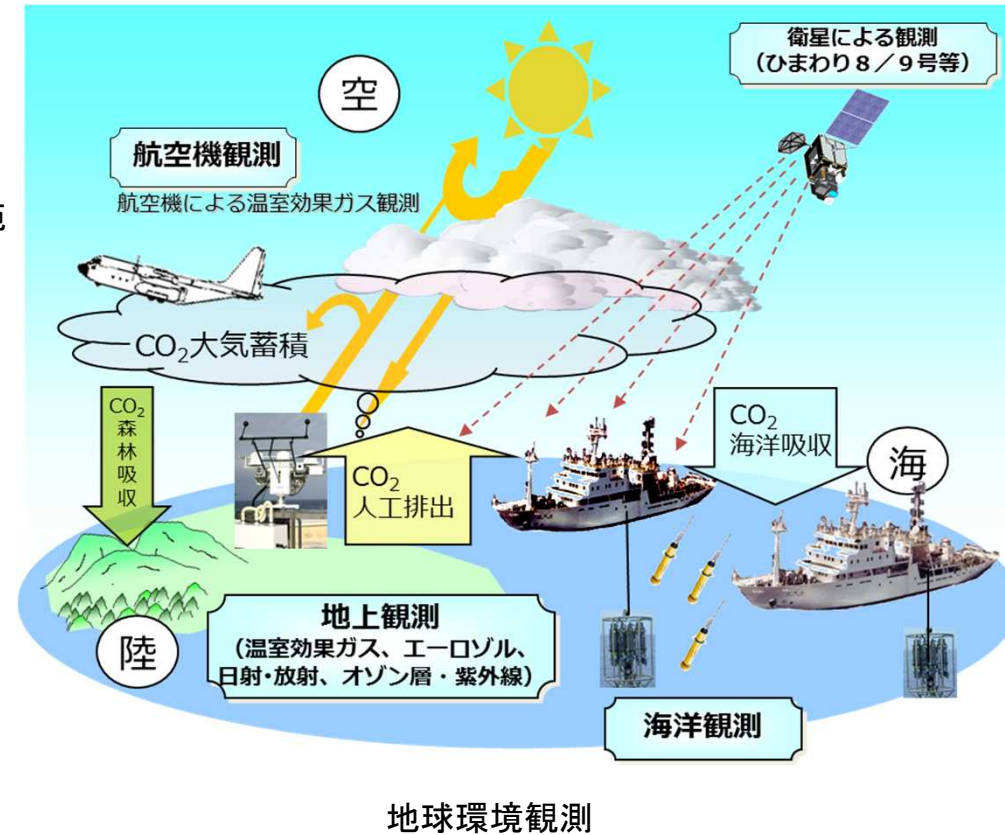 衛星による観測
（ひまわり８／９号等）
空
航空機観測
航空機による温室効果ガス観測
CO₂大気蓄積
CO₂
森
林
吸
収
CO₂
人工排出
CO₂
海洋吸収
海
陸
地上観測
（温室効果ガス、エーロゾル、
日射・放射、オゾン層・紫外線）
海洋観測
地球環境観測